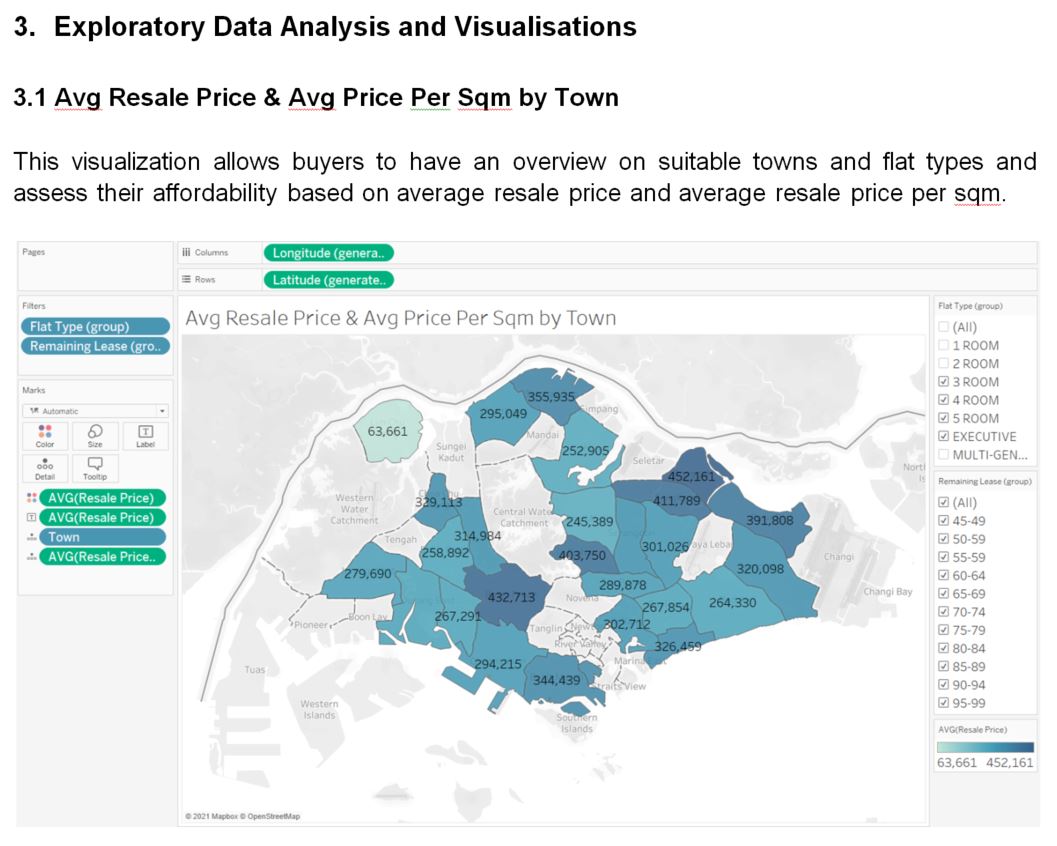 3. Exploratory Data Analysis and Visualisations
3.1 Avg Resale Price & Avg Price Per Sqm by Town
This visualization allows buyers to have an overview on suitable towns and flat types and
assess their affordability based on average resale price and average resale price per sqm.
Pages
Columns
Longitude (genera..
Rows
Latitude (generate..
Filters
Flat Type (group)
Remaining Lease (gro..
Marks
Automatic
Color
Size
Label
Detail
Tooltip
AVG(Resale Price)
AVG(Resale Price)
Town
AVG(Resale Price..
Avg Resale Price & Avg Price Per Sqm by Town
355,935
Simpang
295,049
63,661
Mandai
Sungei
Kadut
252,905
Seletar
452,161
North
Western
Water
Catchment
329,113
411,789
Central Wate
Catchment
245,389
391,808
314,984
Tengah
258,892
403,750
301,026
aya Leba
Changi
320,098
279,690
289,878
Changi Bay
432,713
Novena
267,854
264,330
Boon Lay
267,291
Pioneer
302,712
Tanglin
Newt
River Valley
326,459
Marina East
294,215
Tuas
344,439
Straits View
Western
Islands
Southern
Islands
© 2021 Mapbox © OpenStreetMap
Flat Type (group)
(All)
1 ROOM
2 ROOM
3 ROOM
4 ROOM
5 ROOM
EXECUTIVE
MULTI-GEN...
Remaining Lease (group)
(All)
45-49
50-59
55-59
60-64
65-69
70-74
75-79
80-84
85-89
90-94
95-99
AVG(Resale Price)
63,661 452,161